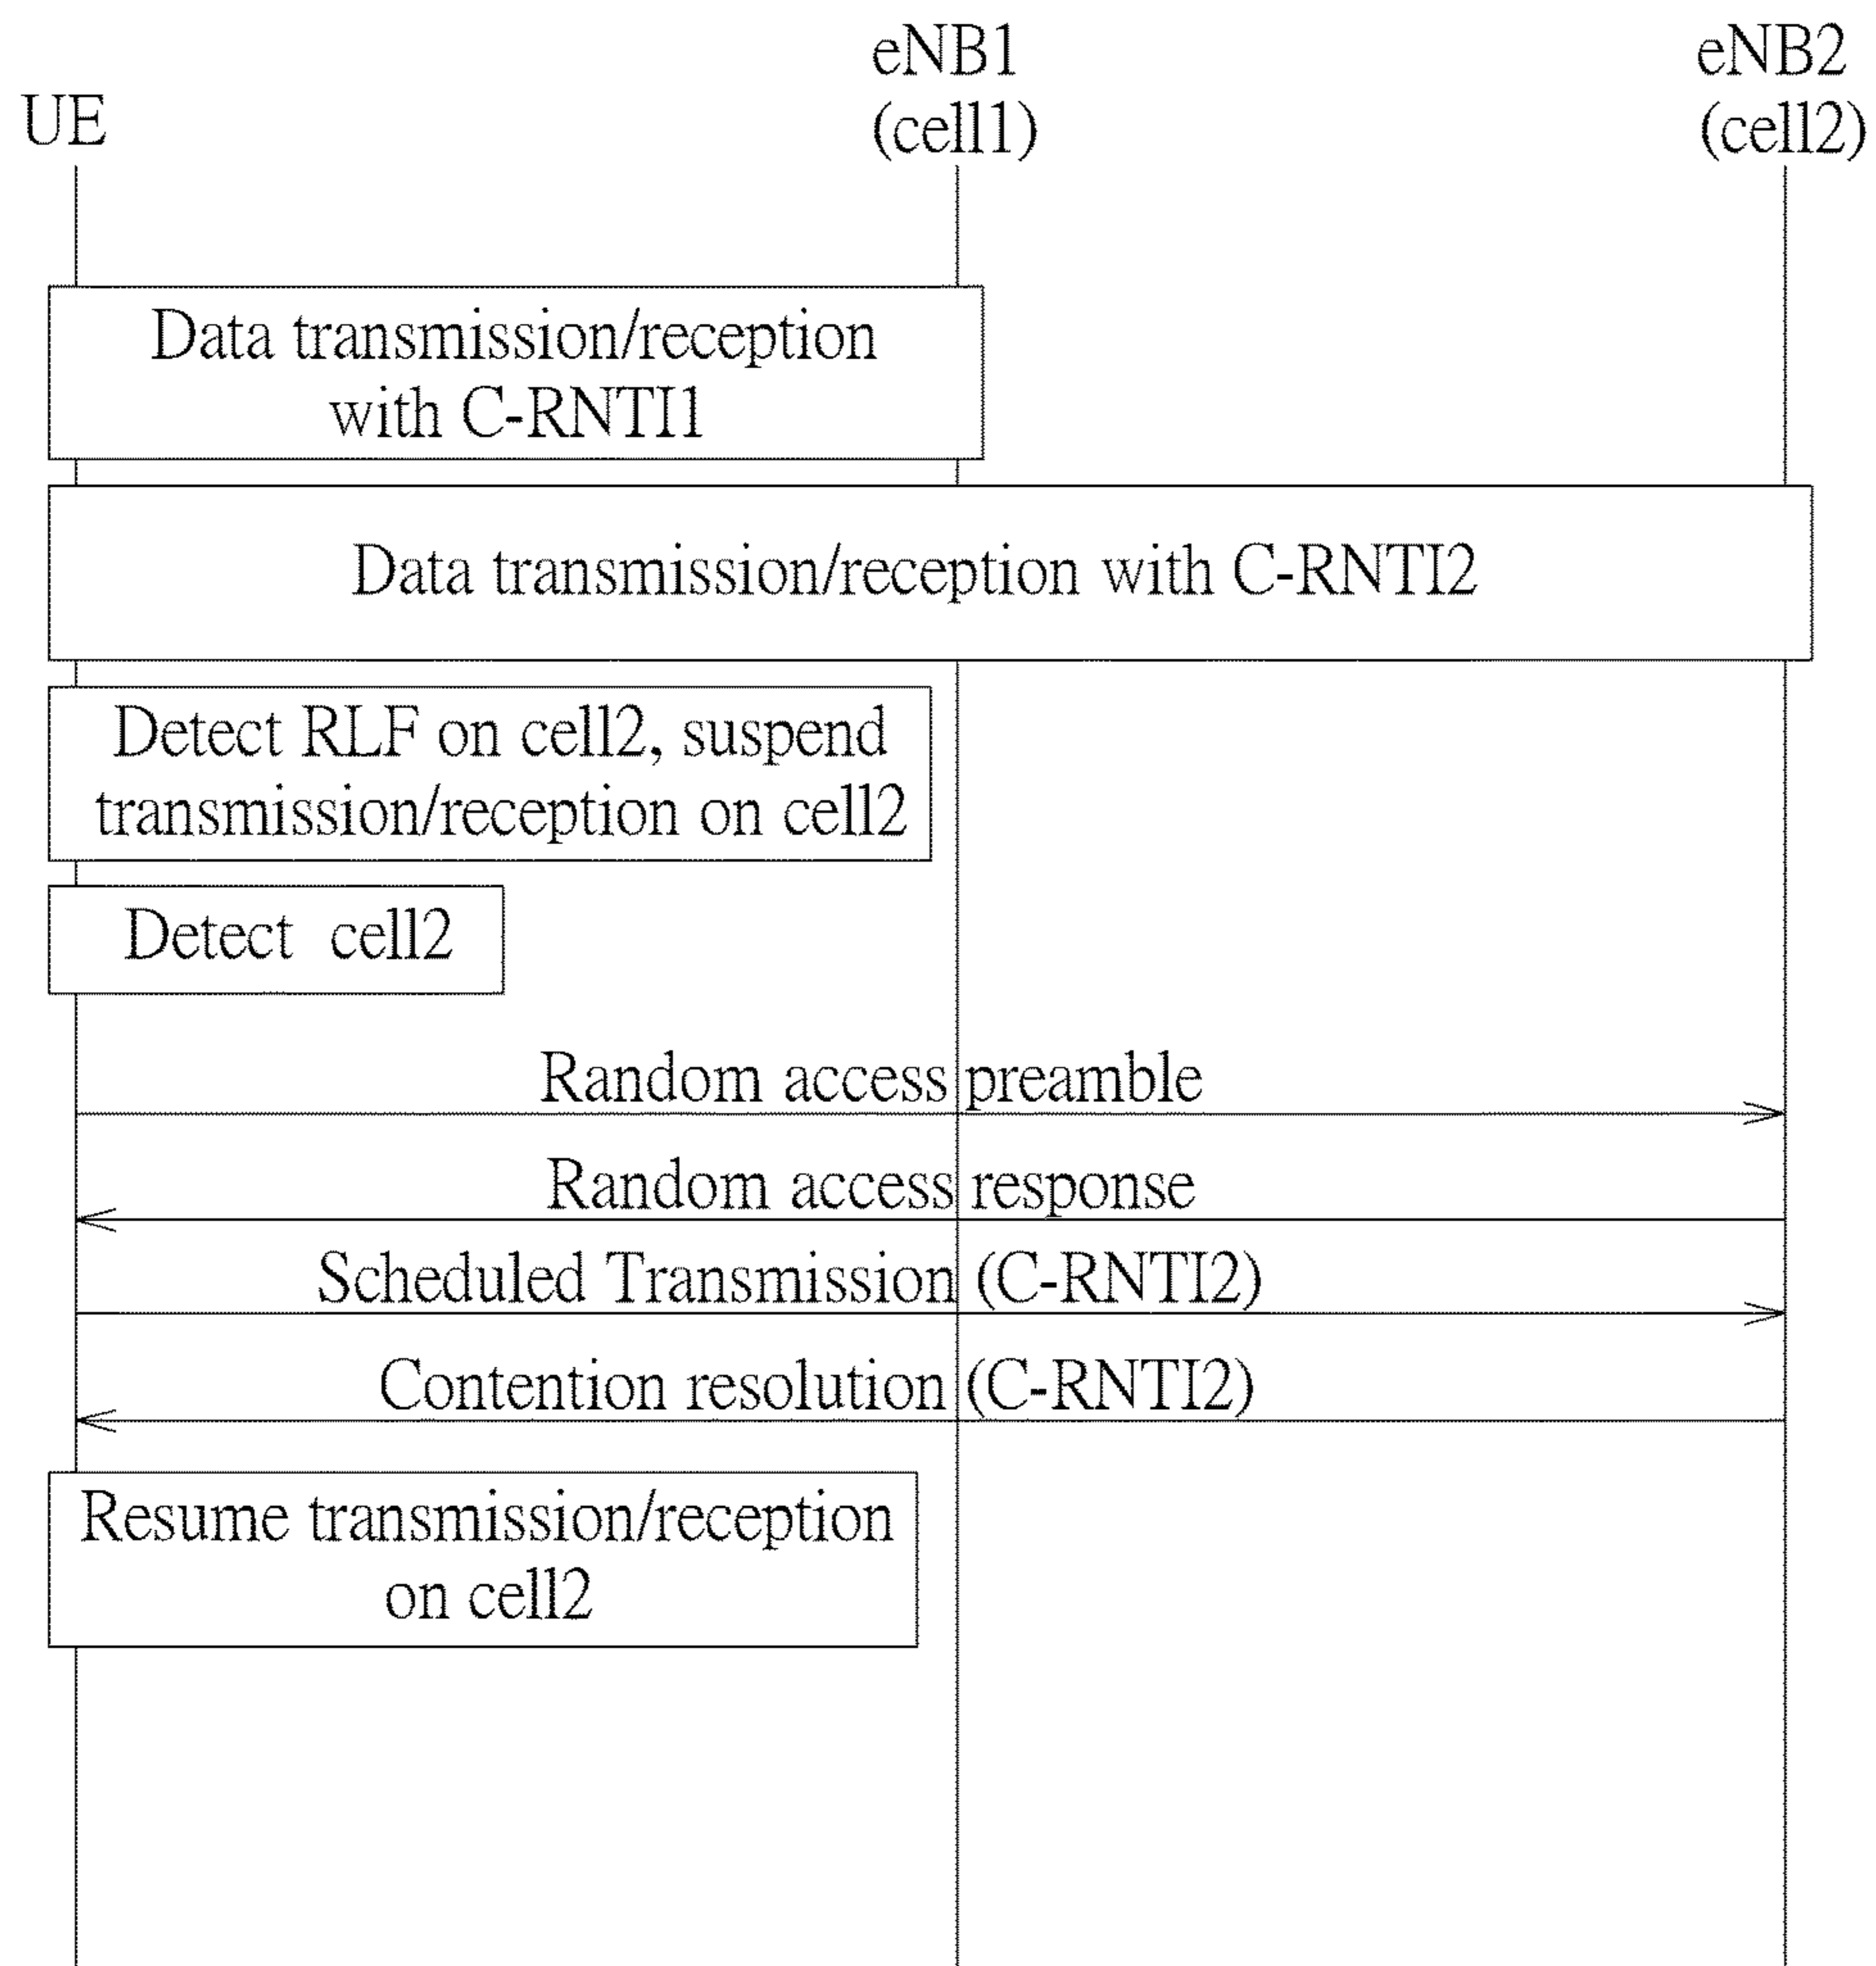 UE
eNB1
(cell1)
eNB2
(cell2)
Data transmission/reception
with C-RNTI1
Data transmission/reception with C-RNTI2
Detect RLF on cell2, suspend
transmission/reception on cell2
Detect cell2
Random access preamble
Random access response
Scheduled Transmission (C-RNTI2)
Contention resolution (C-RNTI2)
Resume transmission/reception
on cell2